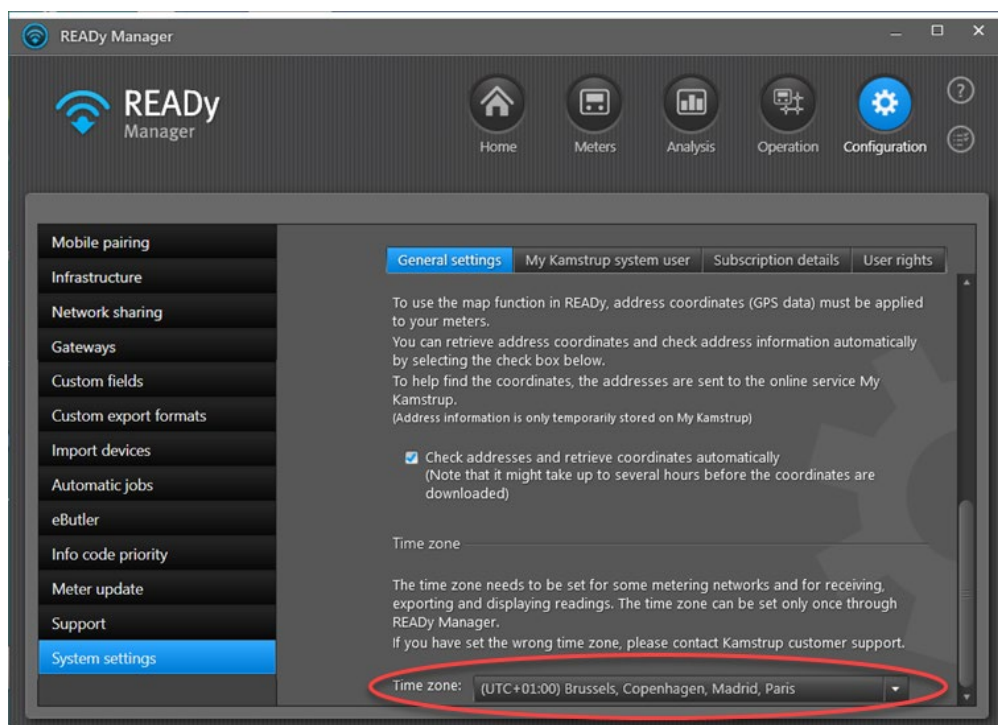 READy Manager
READy
Manager
Home
Meters
Analysis
Operation
Configuration
?
Mobile pairing
Infrastructure
Network sharing
Gateways
Custom fields
Custom export formats
Import devices
Automatic jobs
eButler
Info code priority
Meter update
Support
System settings
General settings
My Kamstrup system user
Subscription details
User rights
To use the map function in READy, address coordinates (GPS data) must be applied
to your meters.
You can retrieve address coordinates and check address information automatically
by selecting the check box below.
To help find the coordinates, the addresses are sent to the online service My
Kamstrup.
(Address information is only temporarily stored on My Kamstrup)
Check addresses and retrieve coordinates automatically
(Note that it might take up to several hours before the coordinates are
downloaded)
Time zone
The time zone needs to be set for some metering networks and for receiving,
exporting and displaying readings. The time zone can be set only once through
READy Manager.
If you have set the wrong time zone, please contact Kamstrup customer support.
Time zone: (UTC+01:00) Brussels, Copenhagen, Madrid, Paris